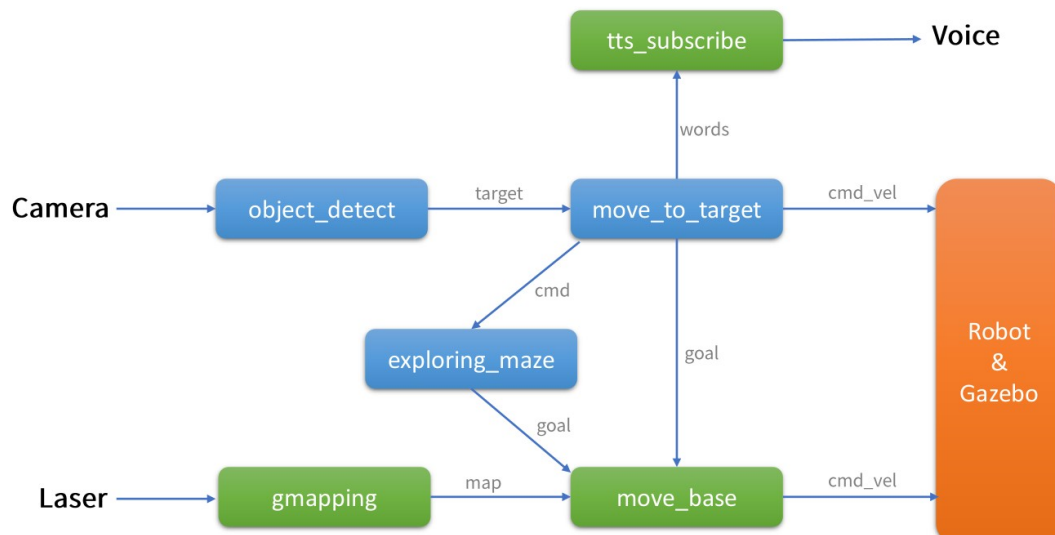 tts_subscribe
Voice
words
Camera
object_detect
target
move_to_target
cmd_vel
cmd
exploring_maze
goal
goal
Robot
&
Gazebo
Laser
gmapping
map
move_base
cmd_vel